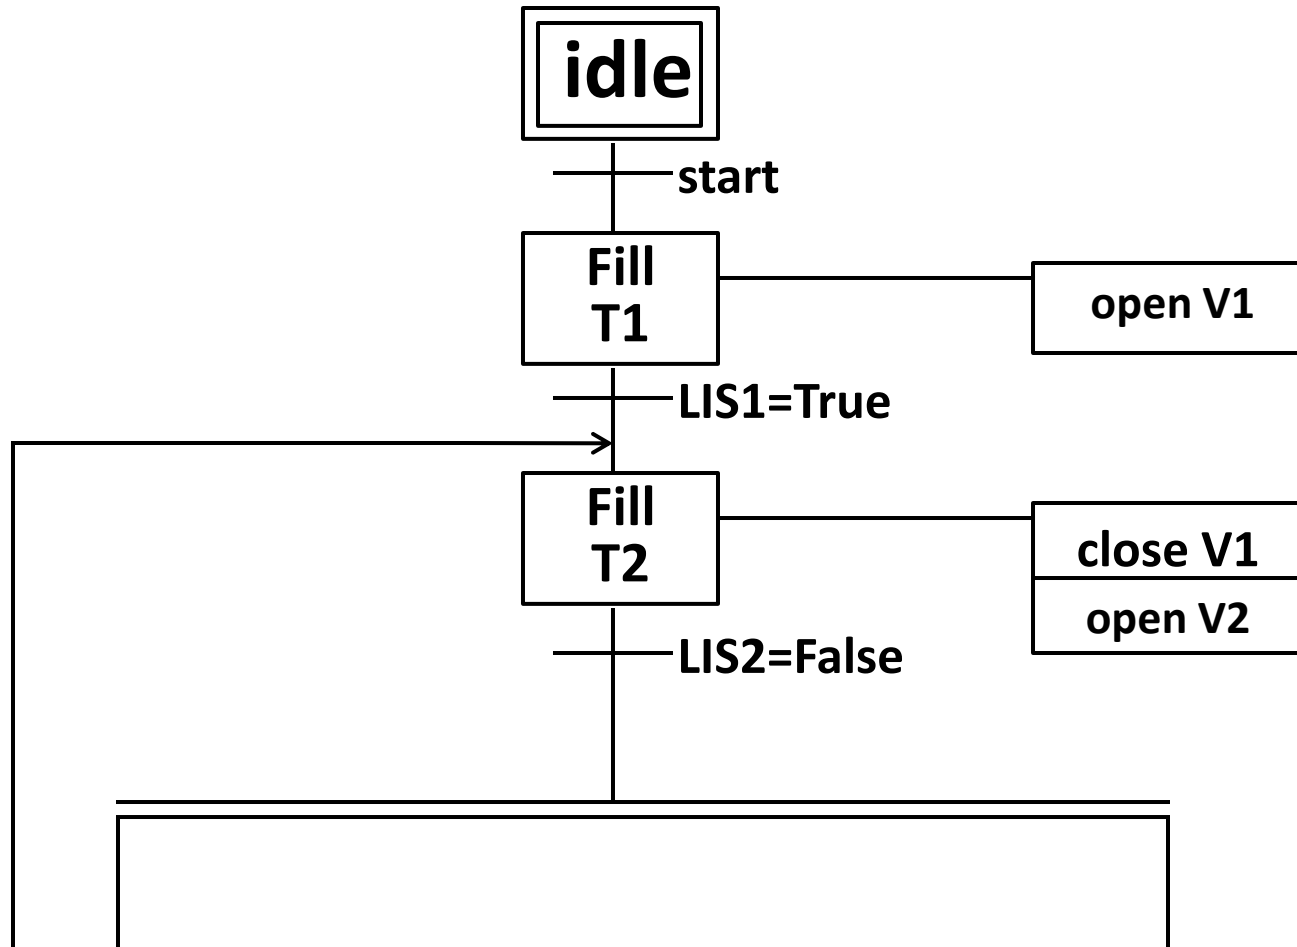 idle
start
Fill
T1
open V1
LIS1=True
Fill
T2
close V1
open V2
LIS2=False